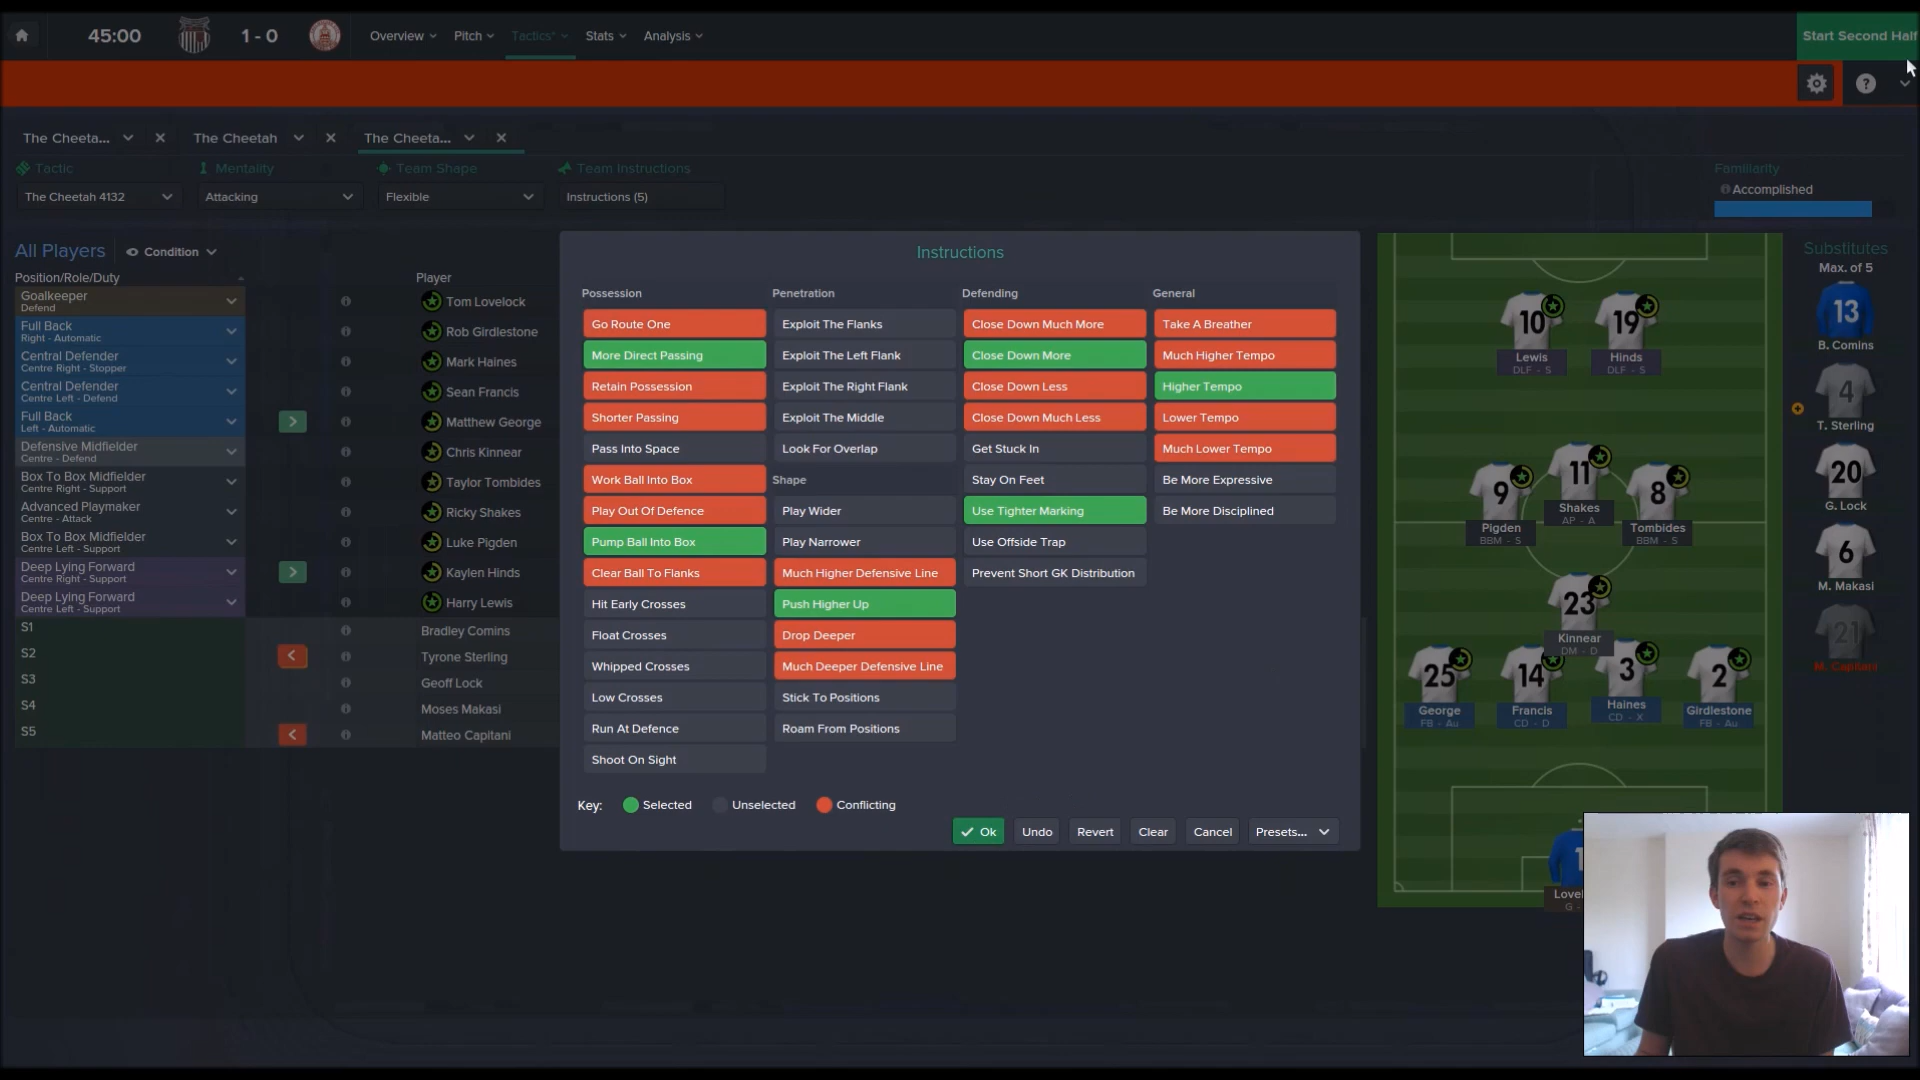 45:00
1 - 0
Overview
Pitch
Tactics*
Stats
Analysis
Start Second Half
?
The Cheeta...
The Cheetah
The Cheeta...
Tactic
Mentality
Team Shape
Team Instructions
The Cheetah 4132
Attacking
Flexible
Instructions (5)
Familiarity
Accomplished
All Players
Condition
Position/Role/Duty
Player
Goalkeeper
Defend
Tom Lovelock
Full Back
Right - Automatic
Rob Girdlestone
Central Defender
Centre Right - Stopper
Mark Haines
Central Defender
Centre Left - Defend
Sean Francis
Full Back
Left - Automatic
Matthew George
Defensive Midfielder
Centre - Defend
Chris Kinnear
Box To Box Midfielder
Centre Right - Support
Taylor Tombides
Advanced Playmaker
Centre - Attack
Ricky Shakes
Box To Box Midfielder
Centre Left - Support
Luke Pigden
Deep Lying Forward
Centre Right - Support
Kaylen Hinds
Deep Lying Forward
Centre Left - Support
Harry Lewis
S1
Bradley Comins
S2
Tyrone Sterling
S3
Geoff Lock
S4
Moses Makasi
S5
Matteo Capitani
Instructions
Possession
Go Route One
More Direct Passing
Retain Possession
Shorter Passing
Pass Into Space
Work Ball Into Box
Play Out Of Defence
Pump Ball Into Box
Clear Ball To Flanks
Hit Early Crosses
Float Crosses
Whipped Crosses
Low Crosses
Run At Defence
Shoot On Sight
Penetration
Exploit The Flanks
Exploit The Left Flank
Exploit The Right Flank
Exploit The Middle
Look For Overlap
Shape
Play Wider
Play Narrower
Much Higher Defensive Line
Push Higher Up
Drop Deeper
Much Deeper Defensive Line
Stick To Positions
Roam From Positions
Defending
Close Down Much More
Close Down More
Close Down Less
Close Down Much Less
Get Stuck In
Stay On Feet
Use Tighter Marking
Use Offside Trap
Prevent Short GK Distribution
General
Take A Breather
Much Higher Tempo
Higher Tempo
Lower Tempo
Much Lower Tempo
Be More Expressive
Be More Disciplined
Key:
Selected
Unselected
Conflicting
Ok
Undo
Revert
Clear
Cancel
Presets...
10
Lewis
DLF - S
19
Hinds
DLF - S
9
Pigden
BBM - S
11
Shakes
AP - A
8
Tombides
BBM - S
23
Kinnear
DM - D
25
George
FB - Au
14
Francis
CD - D
3
Haines
CD - X
2
Girdlestone
FB - Au
1
Lovel
G -
Substitutes
Max. of 5
13
B. Comins
4
T. Sterling
20
G. Lock
6
M. Makasi
21
M. Capitani